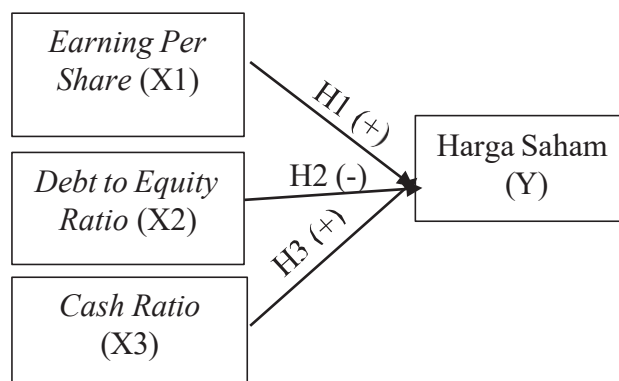 Earning Per
Share (X1)
H1 (+)
Harga Saham
(Y)
Debt to Equity
Ratio (X2)
H2 (-)
H3 (+)
Cash Ratio
(X3)